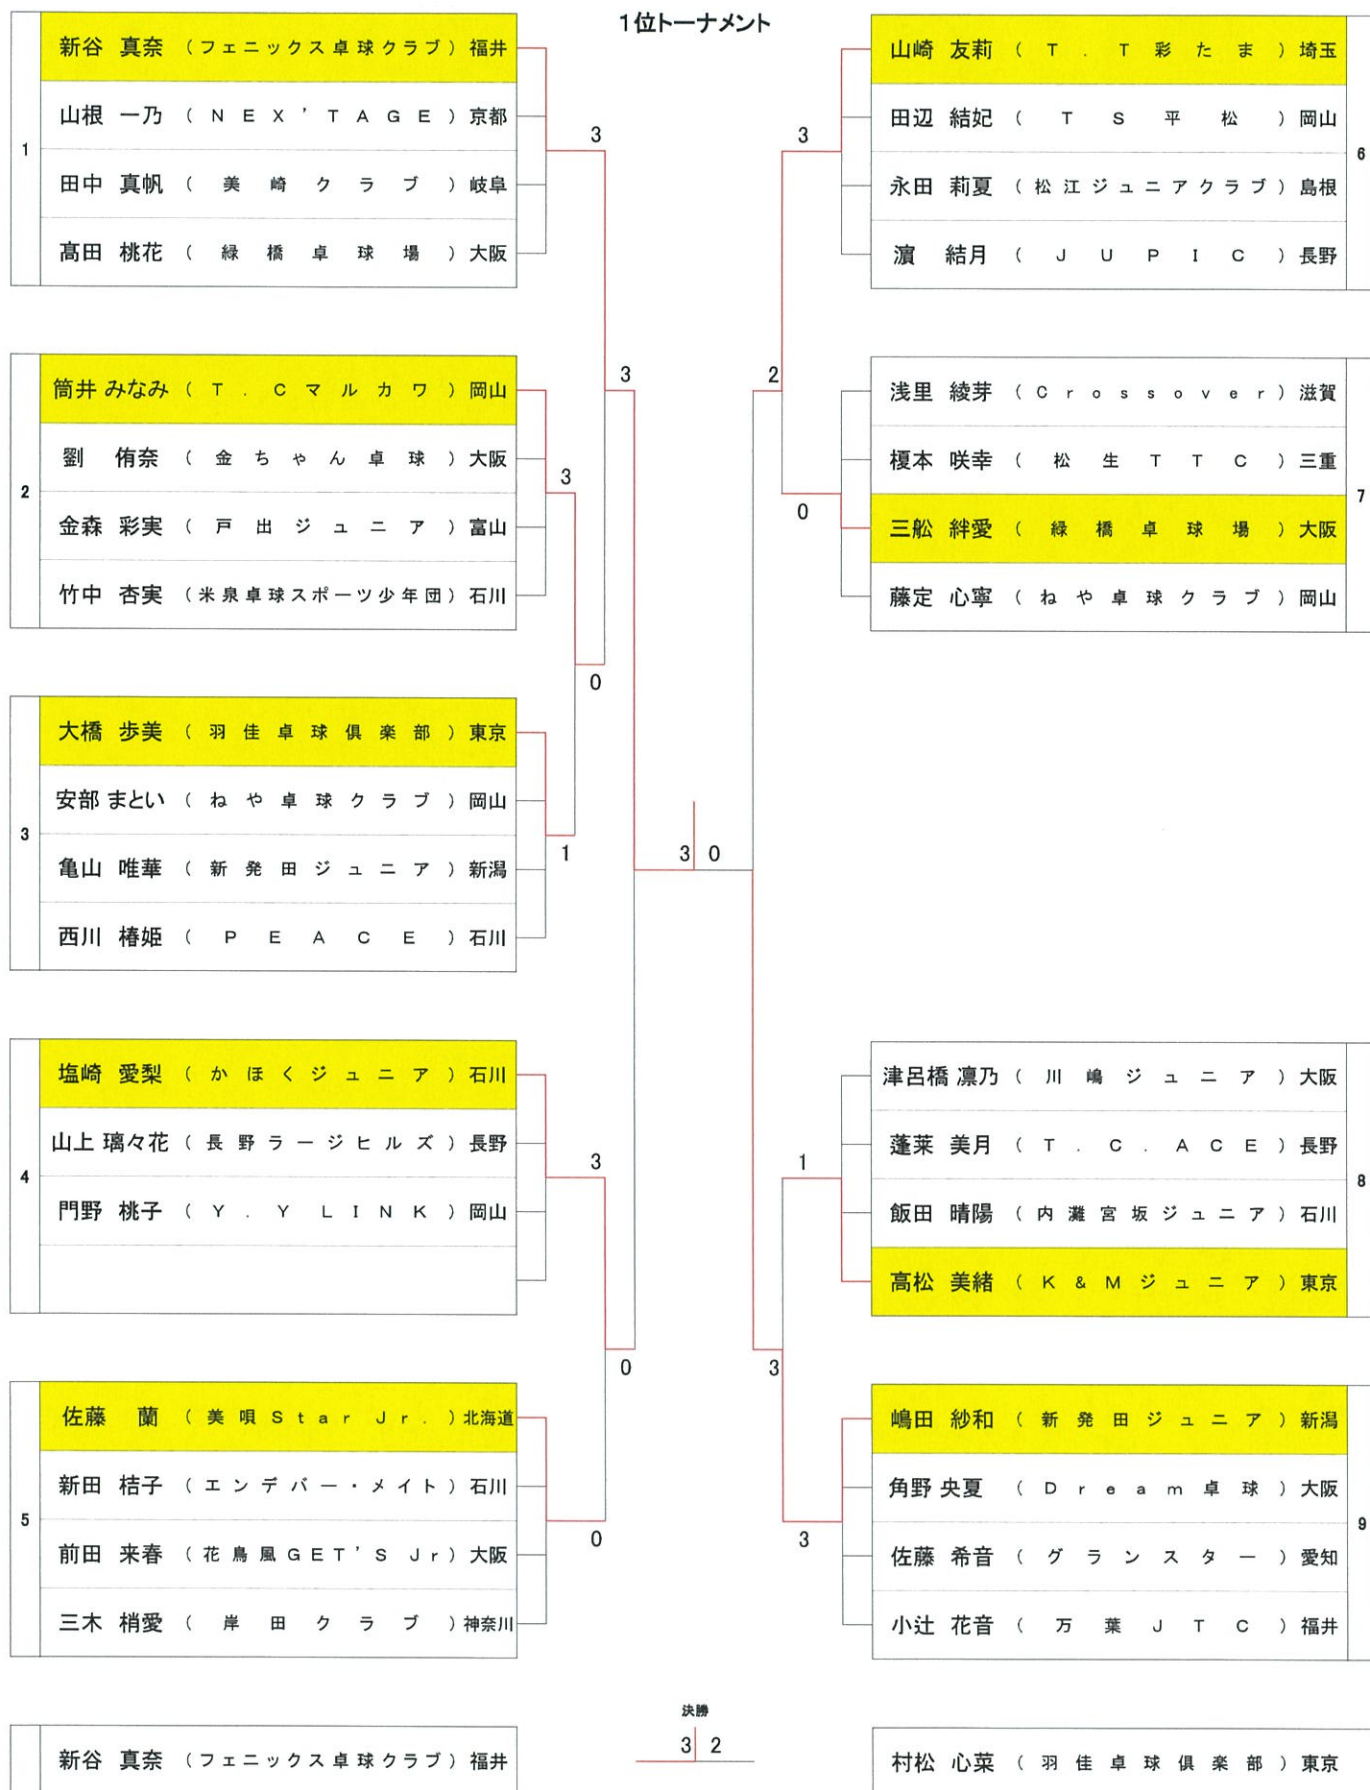 1位トーナメント
1
新谷 真奈 (フェニックス卓球クラブ) 福井
山根 一乃 (NEX'TAGE) 京都
田中 真帆 (美崎クラブ) 岐阜
髙田 桃花 (緑橋卓球場) 大阪
3
2
筒井 みなみ (T.Cマルカワ) 岡山
劉 侑奈 (金ちゃん卓球) 大阪
金森 彩実 (戸出ジュニア) 富山
竹中 杏実 (米泉卓球スポーツ少年団) 石川
3
3
0
3
大橋 歩美 (羽佳卓球倶楽部) 東京
安部 まとい (ねや卓球クラブ) 岡山
亀山 唯華 (新発田ジュニア) 新潟
西川 椿姫 (PEACE) 石川
1
4
塩崎 愛梨 (かほくジュニア) 石川
山上 璃々花 (長野ラージヒルズ) 長野
門野 桃子 (Y.Y LINK) 岡山
3
0
5
佐藤 蘭 (美唄Star Jr.) 北海道
新田 桔子 (エンデバー・メイト) 石川
前田 来春 (花鳥風GET'S Jr) 大阪
三木 梢愛 (岸田クラブ) 神奈川
0
3 0
6
山崎 友莉 (T.T彩たま) 埼玉
田辺 結妃 (TS平松) 岡山
永田 莉夏 (松江ジュニアクラブ) 島根
濵 結月 (JUPIC) 長野
3
2
7
浅里 綾芽 (Crossover) 滋賀
榎本 咲幸 (松生TTC) 三重
三舩 絆愛 (緑橋卓球場) 大阪
藤定 心寧 (ねや卓球クラブ) 岡山
0
8
津呂橋 凛乃 (川嶋ジュニア) 大阪
蓬莱 美月 (T.C.ACE) 長野
飯田 晴陽 (内灘宮坂ジュニア) 石川
高松 美緒 (K&Mジュニア) 東京
1
3
9
嶋田 紗和 (新発田ジュニア) 新潟
角野 央夏 (Dream卓球) 大阪
佐藤 希音 (グランスター) 愛知
小辻 花音 (万葉JTC) 福井
3
決勝
新谷 真奈 (フェニックス卓球クラブ) 福井
3 2
村松 心菜 (羽佳卓球倶楽部) 東京